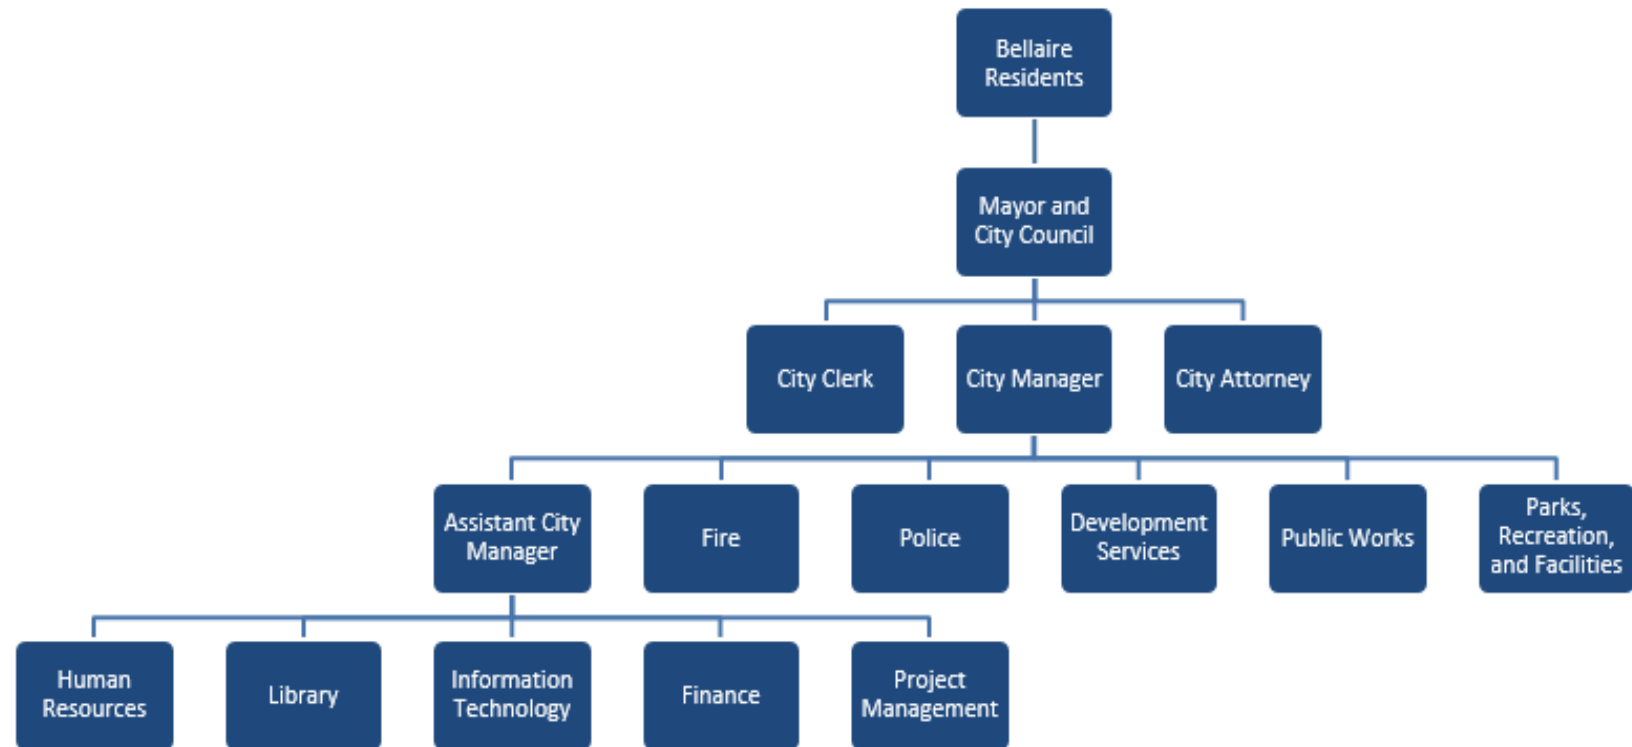 Bellaire
Residents
Mayor and
City Council
City Clerk
City Manager
City Attorney
Assistant City
Manager
Fire
Police
Development
Services
Public Works
Parks,
Recreation,
and Facilities
Human
Resources
Library
Information
Technology
Finance
Project
Management